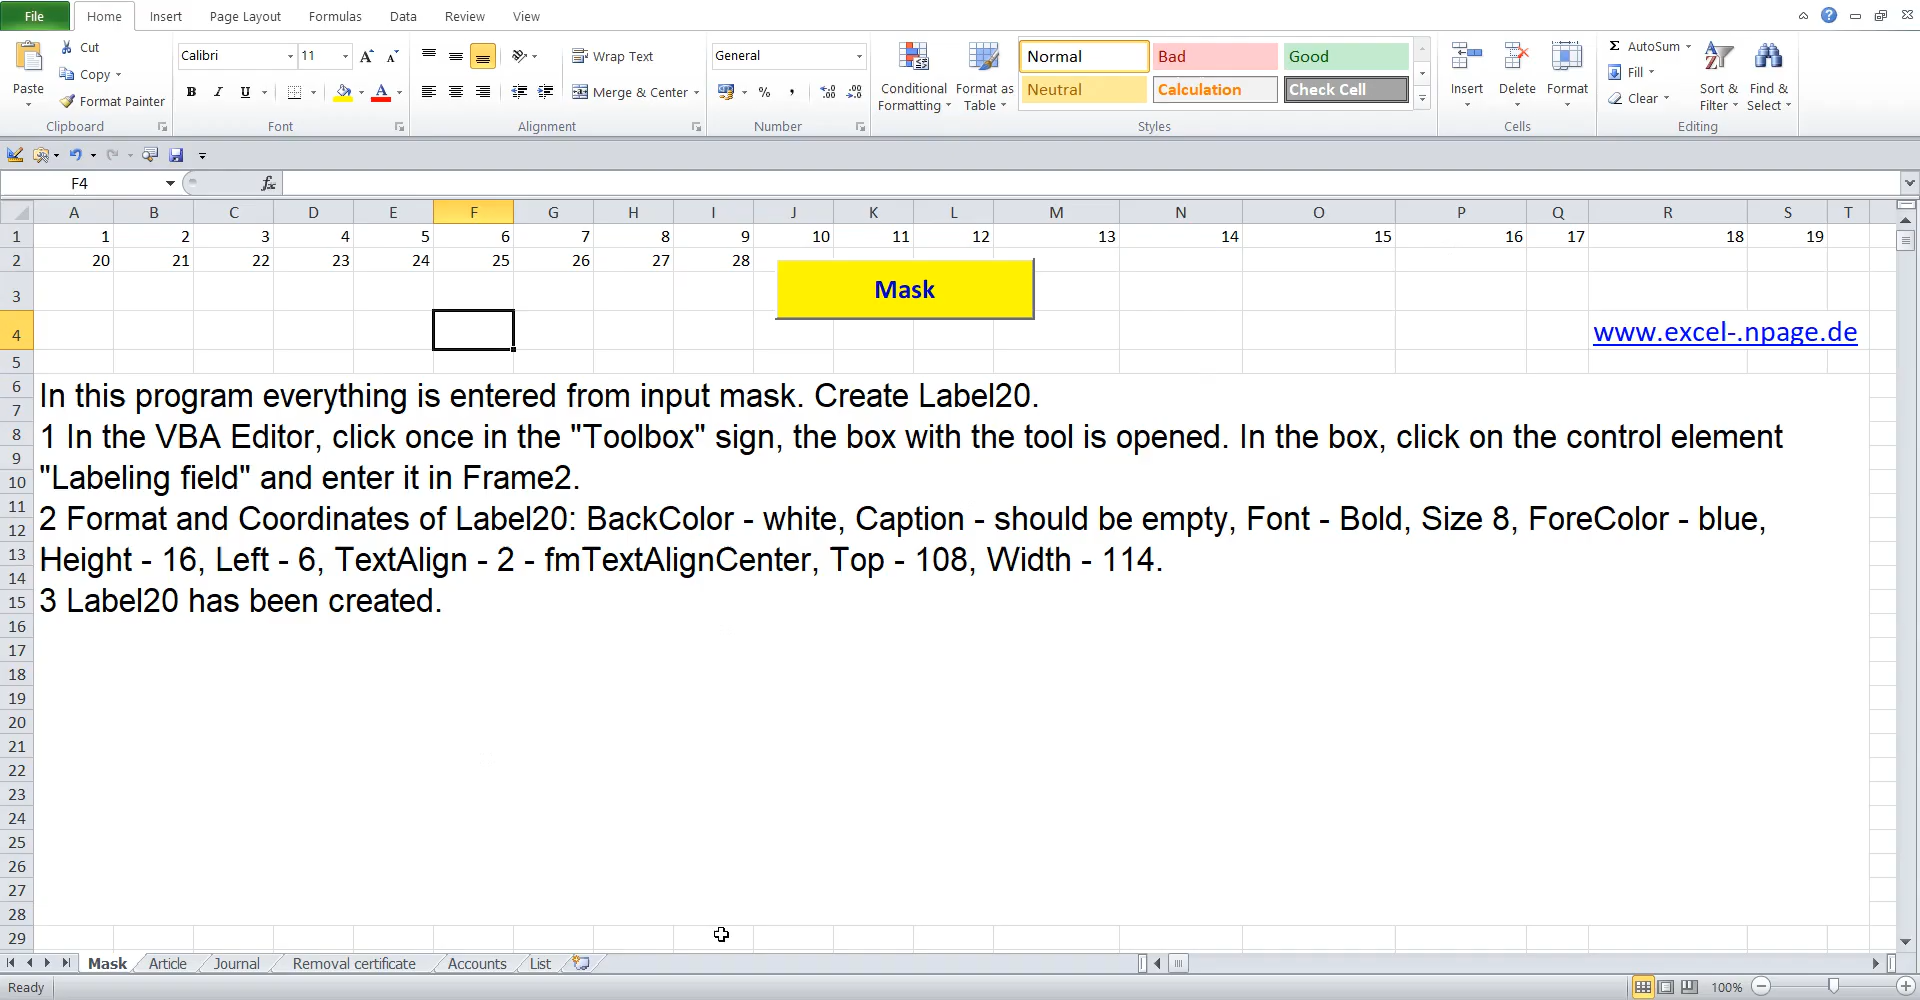 File Home Insert Page Layout Formulas Data Review View
Cut
Copy
Format Painter
Paste
Calibri 11
B I U
Wrap Text
Merge & Center
General
Conditional Formatting
Format as Table
Normal Bad Good
Neutral Calculation Check Cell
Insert Delete Format
AutoSum
Fill
Clear
Sort & Filter
Find & Select
Clipboard Font Alignment Number Styles Cells Editing
F4 fx
A B C D E F G H I J K L M N O P Q R S T
1 1 2 3 4 5 6 7 8 9 10 11 12 13 14 15 16 17 18 19
2 20 21 22 23 24 25 26 27 28
Mask
3
4 www.excel-.npage.de
5
6
7
8
9
10
11
12
13
14
15
16
17
18
19
20
21
22
23
24
25
26
27
28
29
In this program everything is entered from input mask. Create Label20.
1 In the VBA Editor, click once in the "Toolbox" sign, the box with the tool is opened. In the box, click on the control element
"Labeling field" and enter it in Frame2.
2 Format and Coordinates of Label20: BackColor - white, Caption - should be empty, Font - Bold, Size 8, ForeColor - blue,
Height - 16, Left - 6, TextAlign - 2 - fmTextAlignCenter, Top - 108, Width - 114.
3 Label20 has been created.
Mask Article Journal Removal certificate Accounts List
Ready 100%